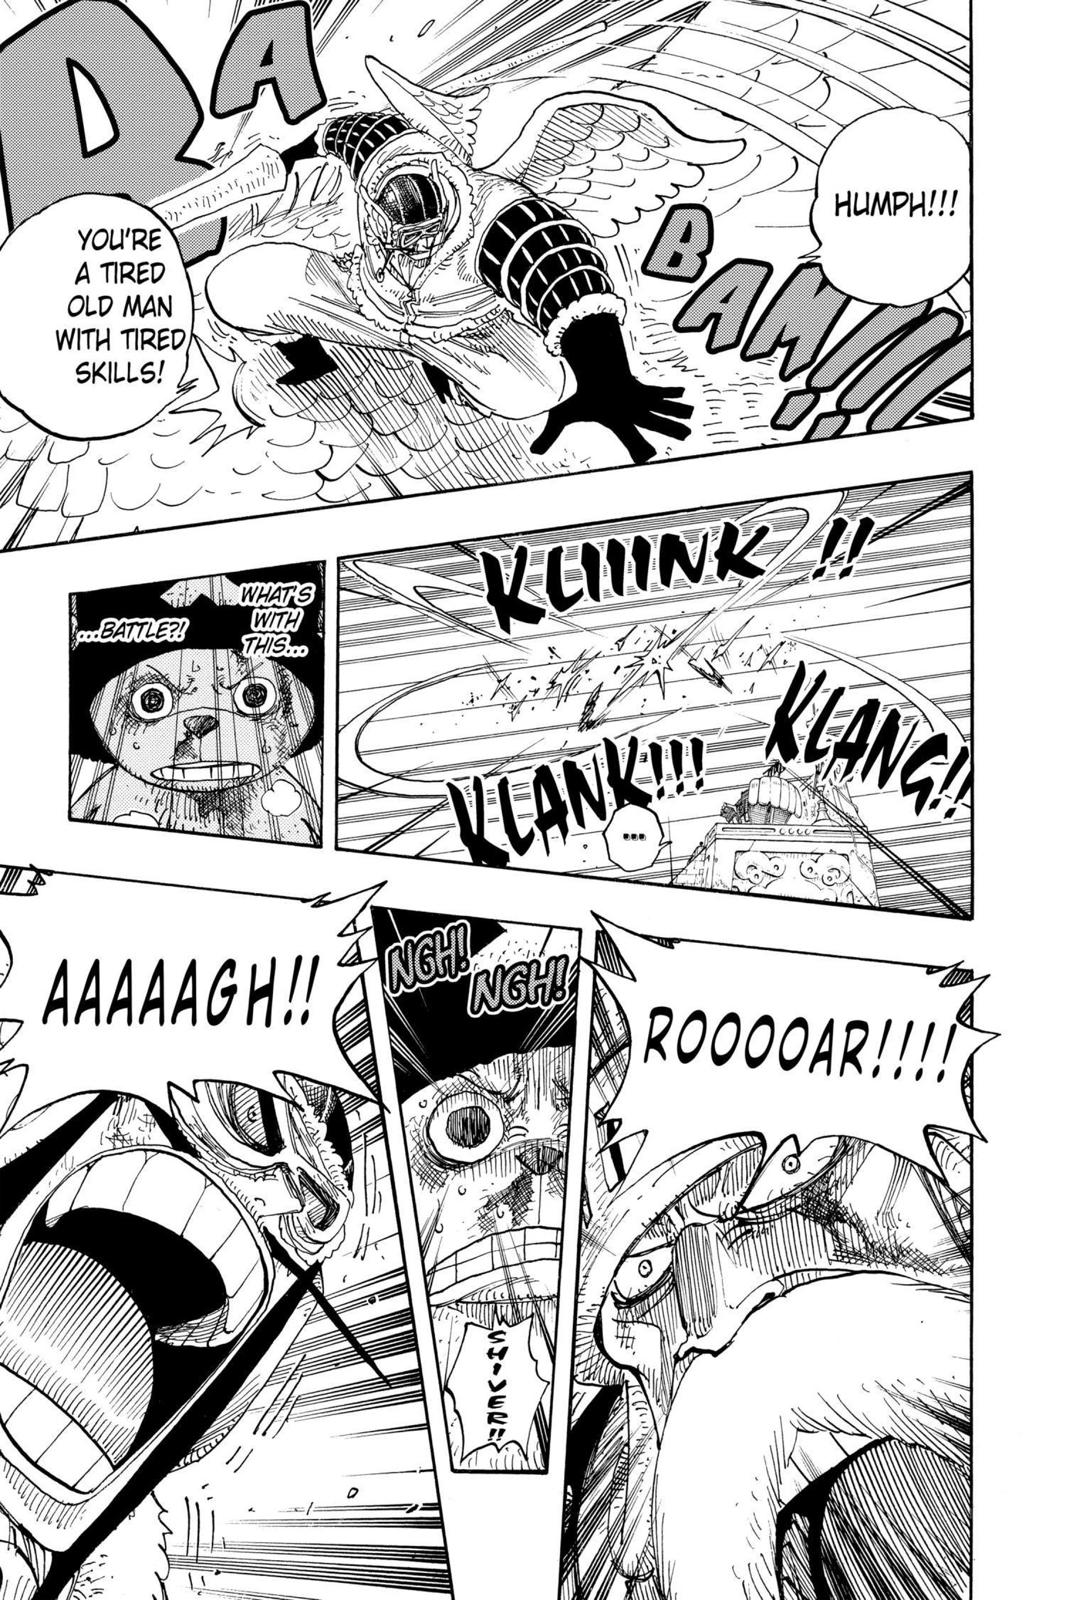 HUMPH!!!
DA
BAM!!!
YOU'RE
A TIRED
OLD MAN
WITH TIRED
SKILLS!
KLIIINK!!
KLANG!!
KLANK!!!
...
WHAT'S
WITH
THIS...
...BATTLE?!
ROOOOAR!!!!
NGH!
NGH!
SHIVER!!
AAAAAGH!!